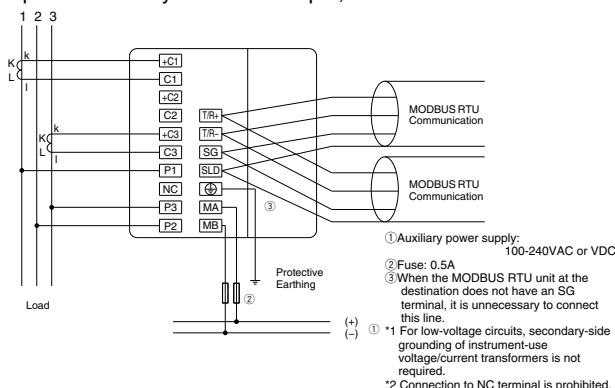 1 2 3
K
k
L
l
K
k
L
l
+C1
C1
+C2
C2
+C3
C3
P1
NC
P3
P2
T/R+
T/R−
SG
SLD
MA
MB
③
MODBUS RTU
Communication
MODBUS RTU
Communication
Protective
Earthing
②
Load
(+)
(−)
①
①Auxiliary power supply:
100-240VAC or VDC
②Fuse: 0.5A
③When the MODBUS RTU unit at the
destination does not have an SG
terminal, it is unnecessary to connect
this line.
*1 For low-voltage circuits, secondary-side
grounding of instrument-use
voltage/current transformers is not
required.
*2 Connection to NC terminal is prohibited.